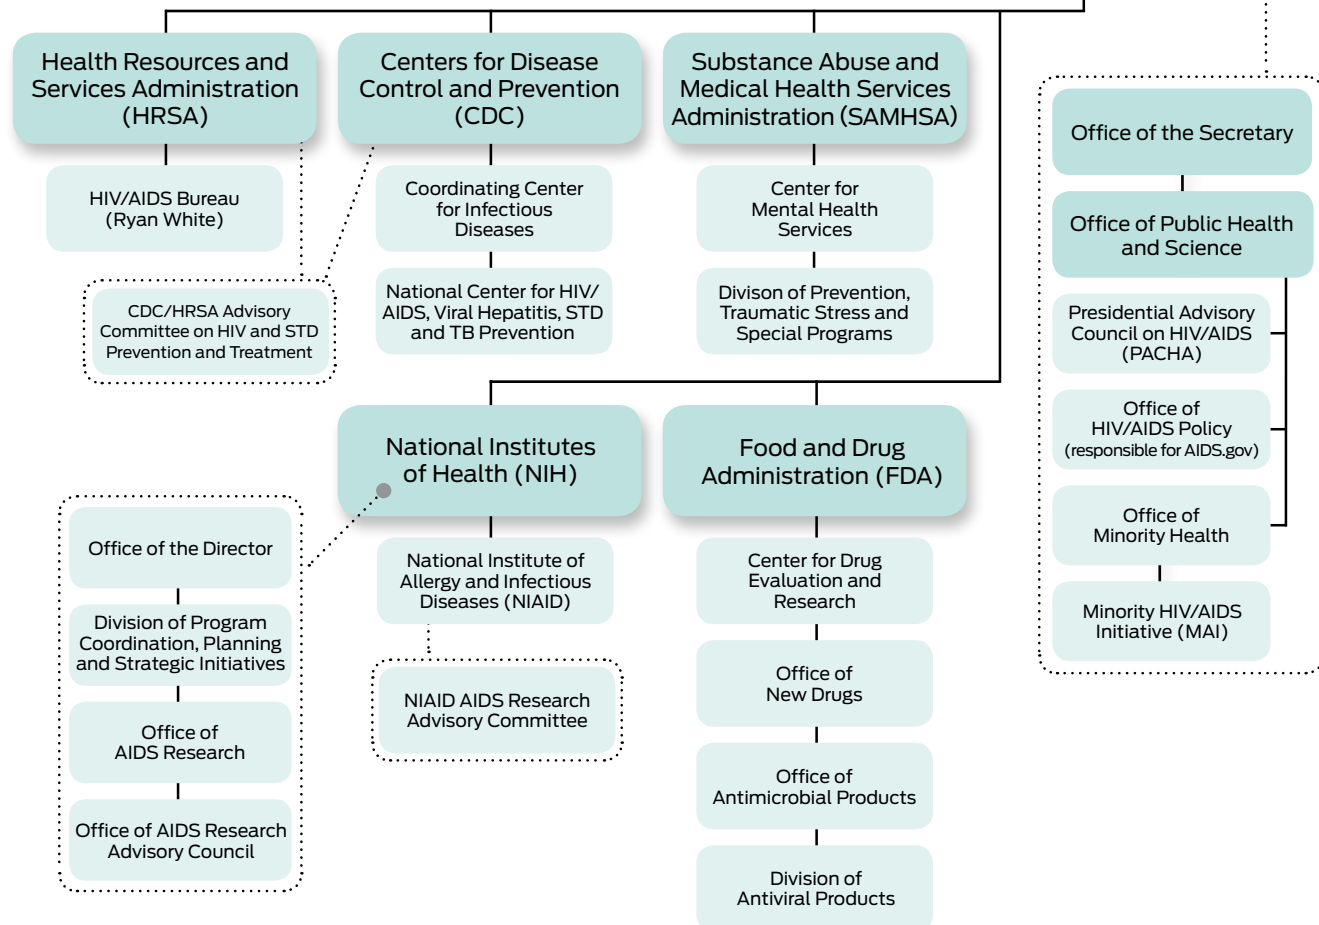 Health Resources and
Services Administration
(HRSA)
HIV/AIDS Bureau
(Ryan White)
CDC/HRSA Advisory
Committee on HIV and STD
Prevention and Treatment
Centers for Disease
Control and Prevention
(CDC)
Coordinating Center
for Infectious
Diseases
National Center for HIV/
AIDS, Viral Hepatitis, STD
and TB Prevention
Substance Abuse and
Medical Health Services
Administration (SAMHSA)
Center for
Mental Health
Services
Divison of Prevention,
Traumatic Stress and
Special Programs
National Institutes
of Health (NIH)
Office of the Director
Division of Program
Coordination, Planning
and Strategic Initiatives
Office of
AIDS Research
Office of AIDS Research
Advisory Council
National Institute of
Allergy and Infectious
Diseases (NIAID)
NIAID AIDS Research
Advisory Committee
Food and Drug
Administration (FDA)
Center for Drug
Evaluation and
Research
Office of
New Drugs
Office of
Antimicrobial Products
Division of
Antiviral Products
Office of the Secretary
Office of Public Health
and Science
Presidential Advisory
Council on HIV/AIDS
(PACHA)
Office of
HIV/AIDS Policy
(responsible for AIDS.gov)
Office of
Minority Health
Minority HIV/AIDS
Initiative (MAI)